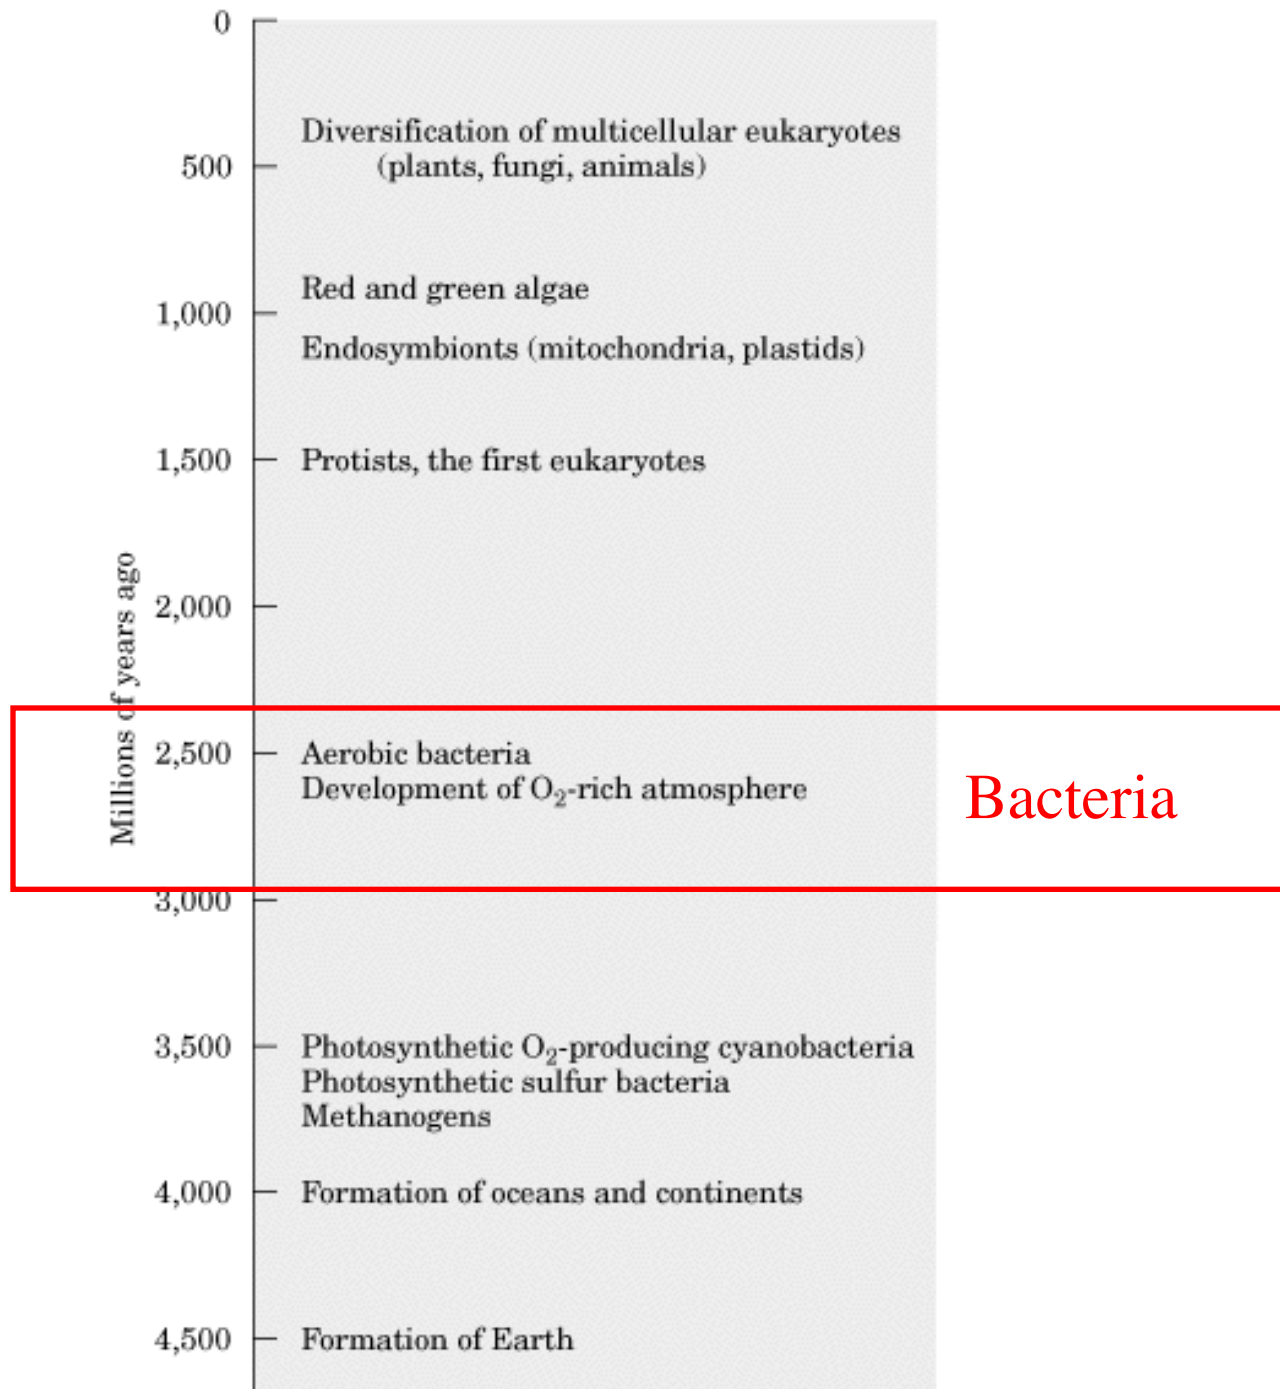 0
Diversification of multicellular eukaryotes
500 (plants, fungi, animals)
Red and green algae
1,000
Endosymbionts (mitochondria, plastids)
1,500 Protists, the first eukaryotes
Millions of years ago
2,000
2,500 Aerobic bacteria
Development of O₂-rich atmosphere
Bacteria
3,000
3,500 Photosynthetic O₂-producing cyanobacteria
Photosynthetic sulfur bacteria
Methanogens
4,000 Formation of oceans and continents
4,500 Formation of Earth